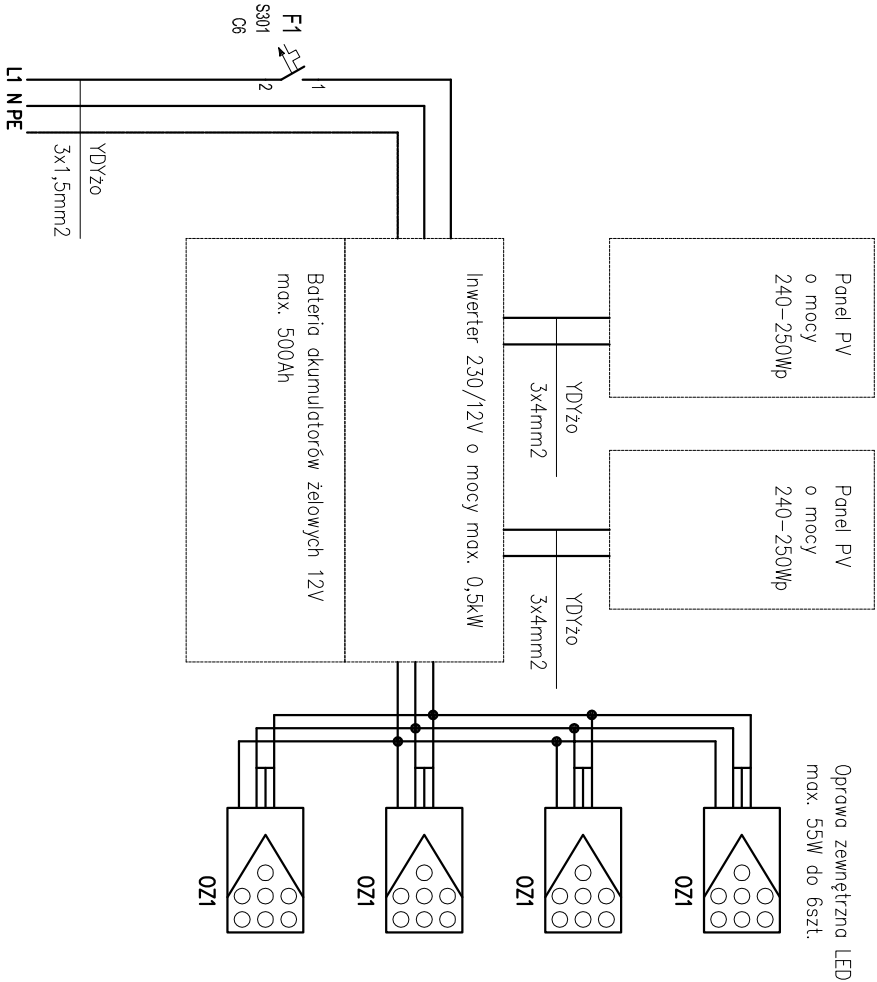 Panel PV
o mocy
240-250Wp
Panel PV
o mocy
240-250Wp
Oprawa zewnętrzna LED
max. 55W do 6szt.
YDYżo
3x4mm2
YDYżo
3x4mm2
Inwerter 230/12V o mocy max. 0,5kW
Bateria akumulatorów żelowych 12V
max. 500Ah
F1
S301
C6
1
2
L1 N PE
YDYżo
3x1,5mm2
OZ1
OZ1
OZ1
OZ1